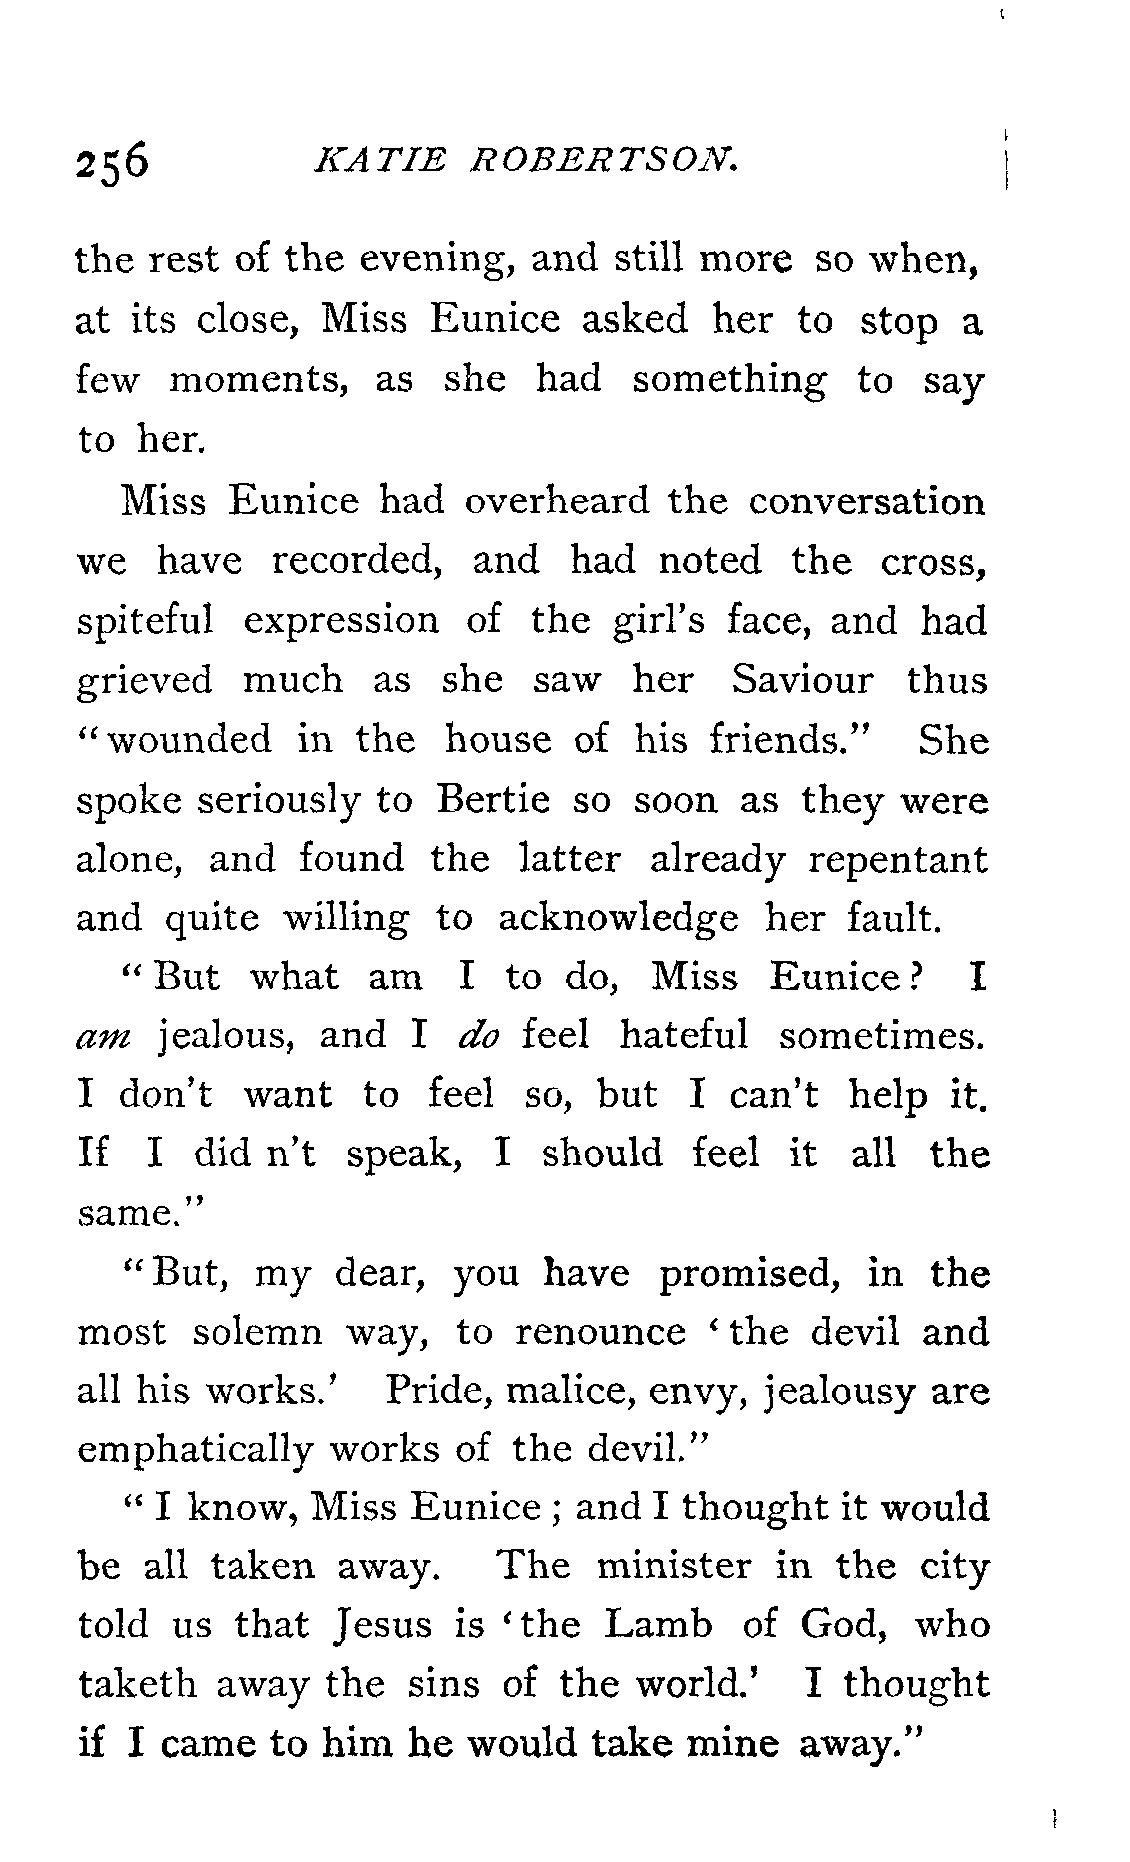 256 KATIE ROBERTSON.
the rest of the evening, and still more so when,
at its close, Miss Eunice asked her to stop a
few moments, as she had something to say
to her.
Miss Eunice had overheard the conversation
we have recorded, and had noted the cross,
spiteful expression of the girl's face, and had
grieved much as she saw her Saviour thus
"wounded in the house of his friends." She
spoke seriously to Bertie so soon as they were
alone, and found the latter already repentant
and quite willing to acknowledge her fault.
"But what am I to do, Miss Eunice? I
am jealous, and I do feel hateful sometimes.
I don't want to feel so, but I can't help it.
If I did n't speak, I should feel it all the
same."
"But, my dear, you have promised, in the
most solemn way, to renounce 'the devil and
all his works.' Pride, malice, envy, jealousy are
emphatically works of the devil."
"I know, Miss Eunice; and I thought it would
be all taken away. The minister in the city
told us that Jesus is 'the Lamb of God, who
taketh away the sins of the world.' I thought
if I came to him he would take mine away."